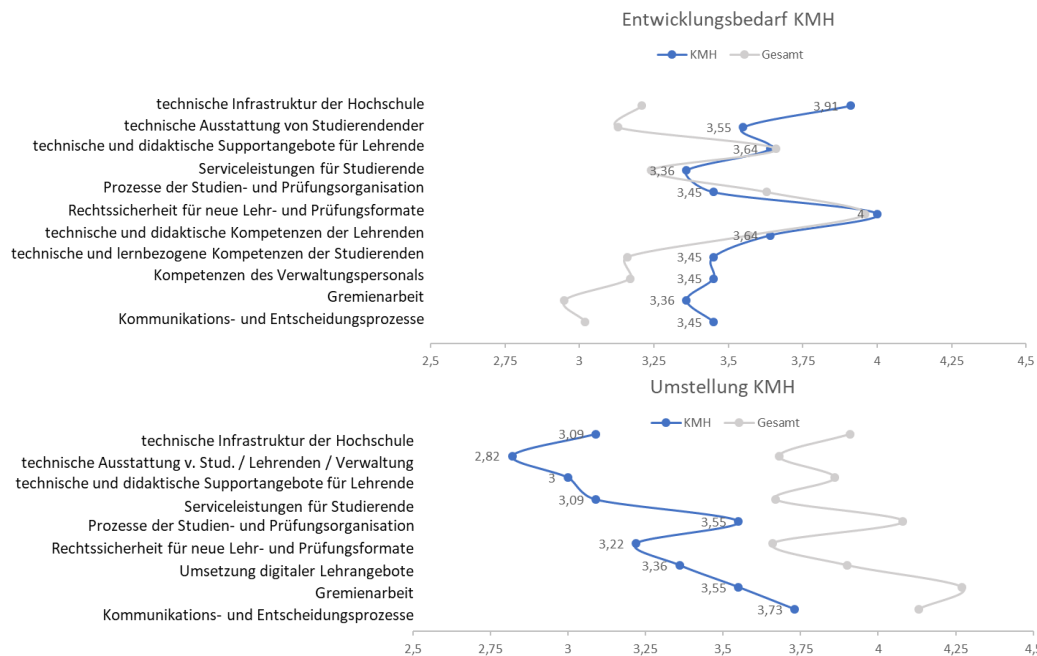 Entwicklungsbedarf KMH
KMH Gesamt
technische Infrastruktur der Hochschule 3,91
technische Ausstattung von Studierendender 3,55
technische und didaktische Supportangebote für Lehrende 3,64
Serviceleistungen für Studierende 3,36
Prozesse der Studien- und Prüfungsorganisation 3,45
Rechtssicherheit für neue Lehr- und Prüfungsformate 4
technische und didaktische Kompetenzen der Lehrenden 3,64
technische und lernbezogene Kompetenzen der Studierenden 3,45
Kompetenzen des Verwaltungspersonals 3,45
Gremienarbeit 3,36
Kommunikations- und Entscheidungsprozesse 3,45
2,5 2,75 3 3,25 3,5 3,75 4 4,25 4,5
Umstellung KMH
KMH Gesamt
technische Infrastruktur der Hochschule 3,09
technische Ausstattung v. Stud. / Lehrenden / Verwaltung 2,82
technische und didaktische Supportangebote für Lehrende 3
Serviceleistungen für Studierende 3,09
Prozesse der Studien- und Prüfungsorganisation 3,55
Rechtssicherheit für neue Lehr- und Prüfungsformate 3,22
Umsetzung digitaler Lehrangebote 3,36
Gremienarbeit 3,55
Kommunikations- und Entscheidungsprozesse 3,73
2,5 2,75 3 3,25 3,5 3,75 4 4,25 4,5